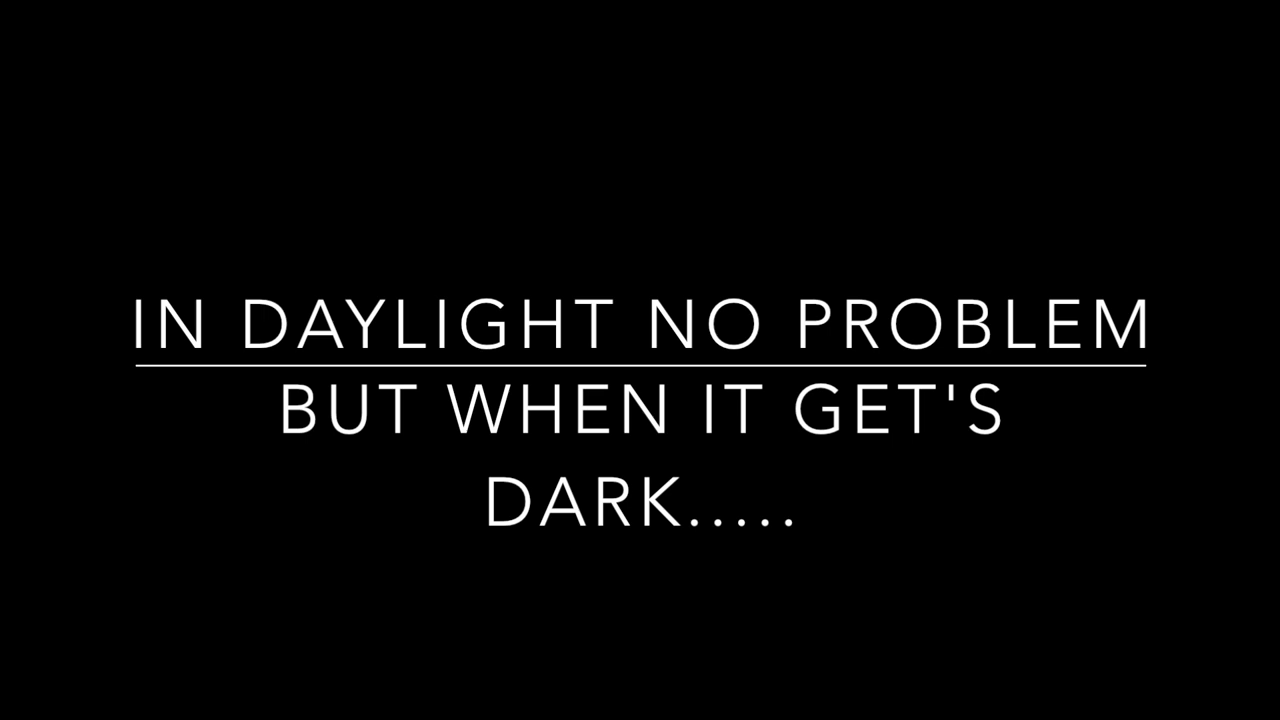 IN DAYLIGHT NO PROBLEM
BUT WHEN IT GET'S
DARK.....